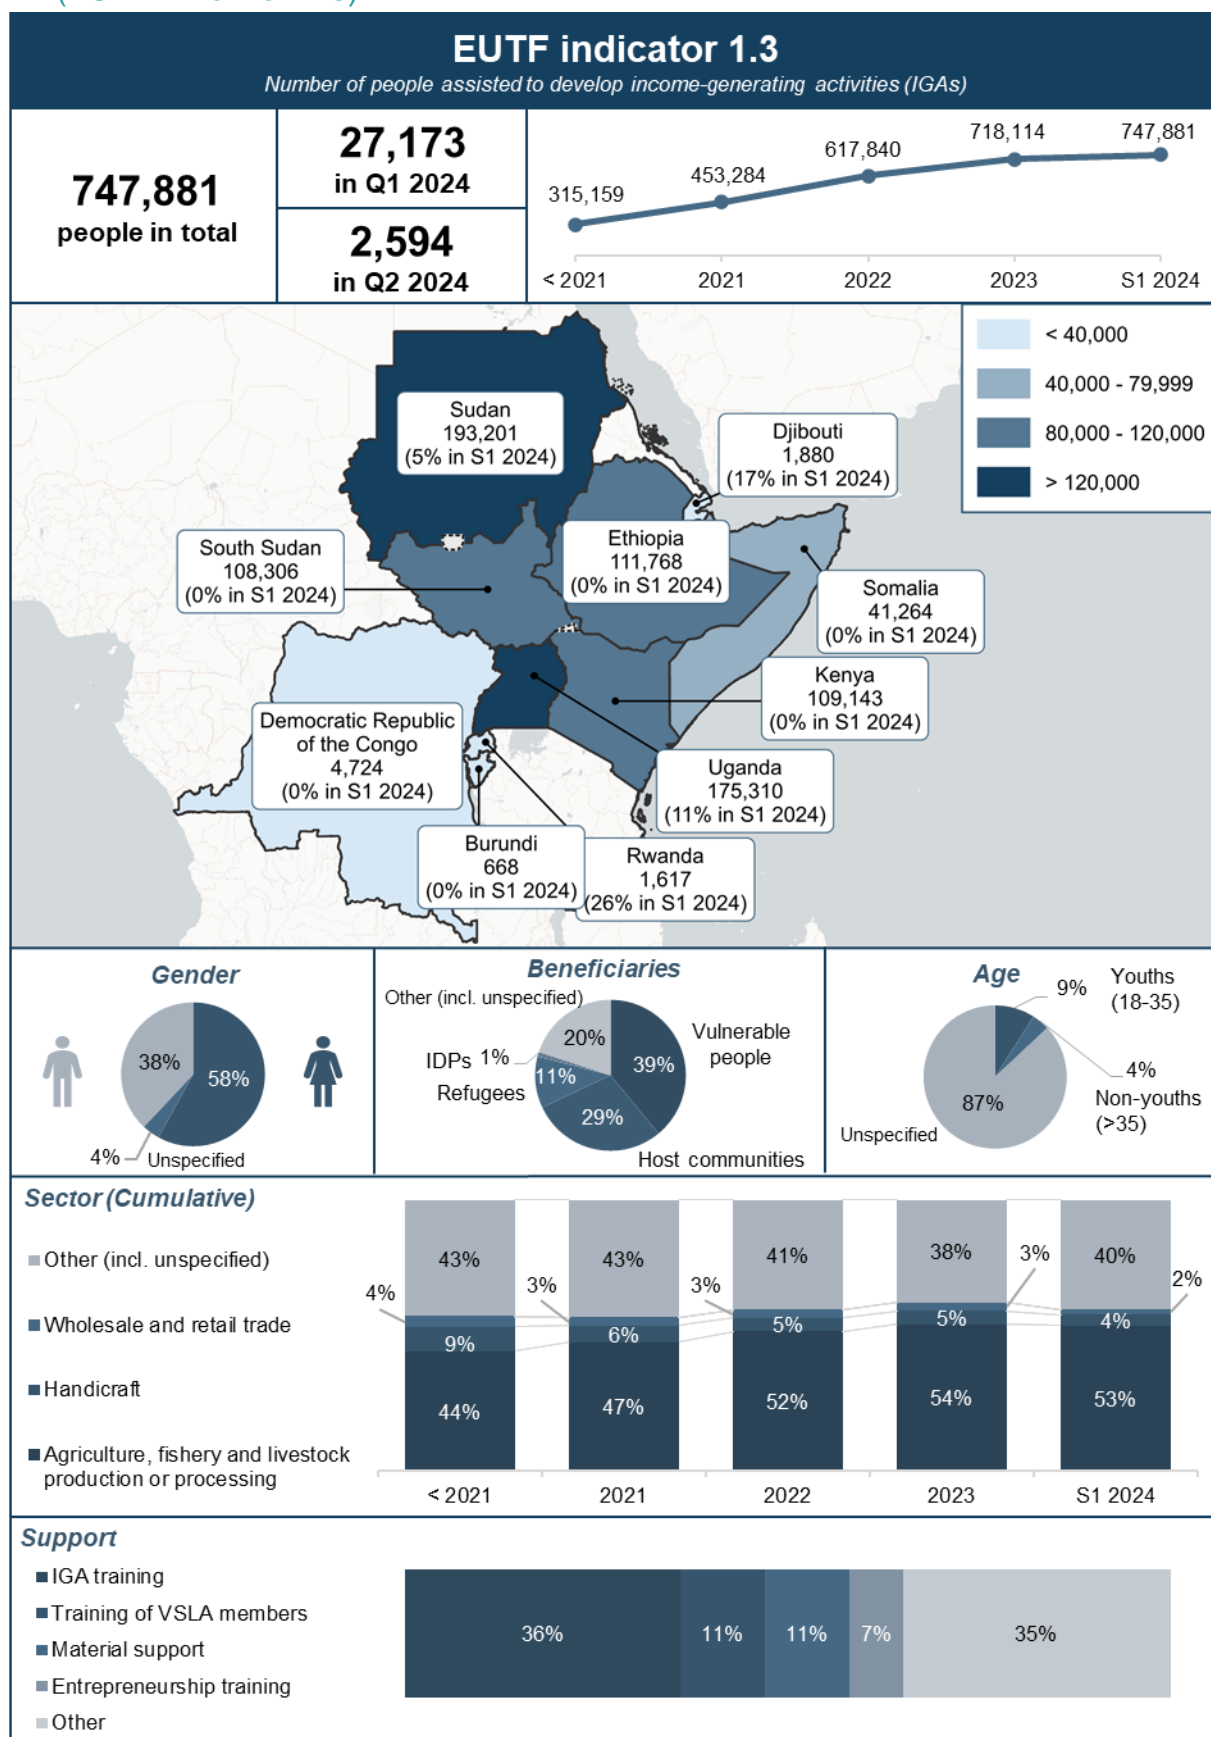 EUTF indicator 1.3
Number of people assisted to develop income-generating activities (IGAs)
747,881
people in total
27,173
in Q1 2024
2,594
in Q2 2024
315,159
453,284
617,840
718,114
747,881
< 2021
2021
2022
2023
S1 2024
< 40,000
40,000 - 79,999
80,000 - 120,000
> 120,000
Sudan
193,201
(5% in S1 2024)
Djibouti
1,880
(17% in S1 2024)
South Sudan
108,306
(0% in S1 2024)
Ethiopia
111,768
(0% in S1 2024)
Somalia
41,264
(0% in S1 2024)
Kenya
109,143
(0% in S1 2024)
Democratic Republic
of the Congo
4,724
(0% in S1 2024)
Uganda
175,310
(11% in S1 2024)
Burundi
668
(0% in S1 2024)
Rwanda
1,617
(26% in S1 2024)
Gender
38%
58%
4%
Unspecified
Beneficiaries
Other (incl. unspecified)
20%
Vulnerable
people
39%
IDPs 1%
Refugees
11%
29%
Host communities
Age
9%
Youths
(18-35)
4%
Non-youths
(>35)
87%
Unspecified
Sector (Cumulative)
Other (incl. unspecified)
Wholesale and retail trade
Handicraft
Agriculture, fishery and livestock
production or processing
43%
4%
9%
44%
43%
3%
6%
47%
41%
3%
5%
52%
38%
3%
5%
54%
40%
2%
4%
53%
< 2021
2021
2022
2023
S1 2024
Support
IGA training
Training of VSLA members
Material support
Entrepreneurship training
Other
36%
11%
11%
7%
35%